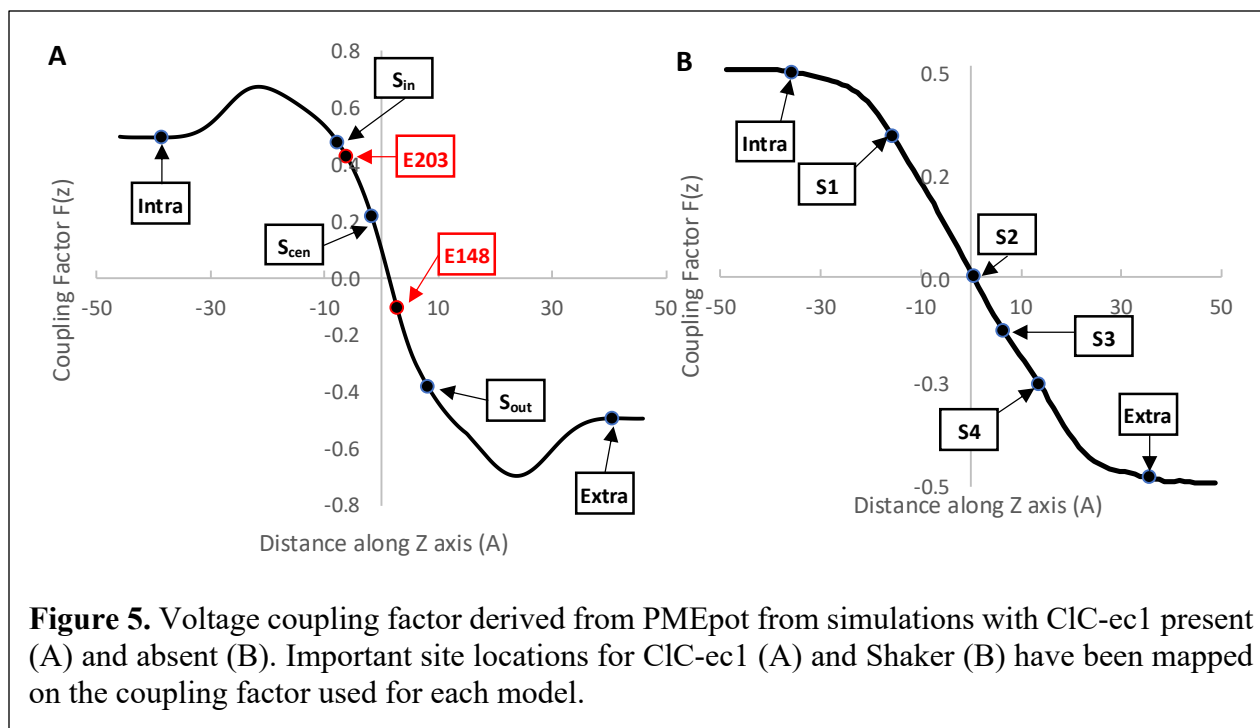 A
0.8
0.6
0.4
0.2
0.0
-0.2
-0.4
-0.6
-0.8
-50
-30
-10
10
30
50
Coupling Factor F(z)
Distance along Z axis (A)
Intra
Sin
E203
Scen
E148
Sout
Extra
B
0.5
0.2
0.0
-0.3
-0.5
-50
-30
-10
10
30
50
Coupling Factor F(z)
Distance along Z axis (A)
Intra
S1
S2
S3
S4
Extra
Figure 5. Voltage coupling factor derived from PMEpot from simulations with ClC-ec1 present
(A) and absent (B). Important site locations for ClC-ec1 (A) and Shaker (B) have been mapped
on the coupling factor used for each model.